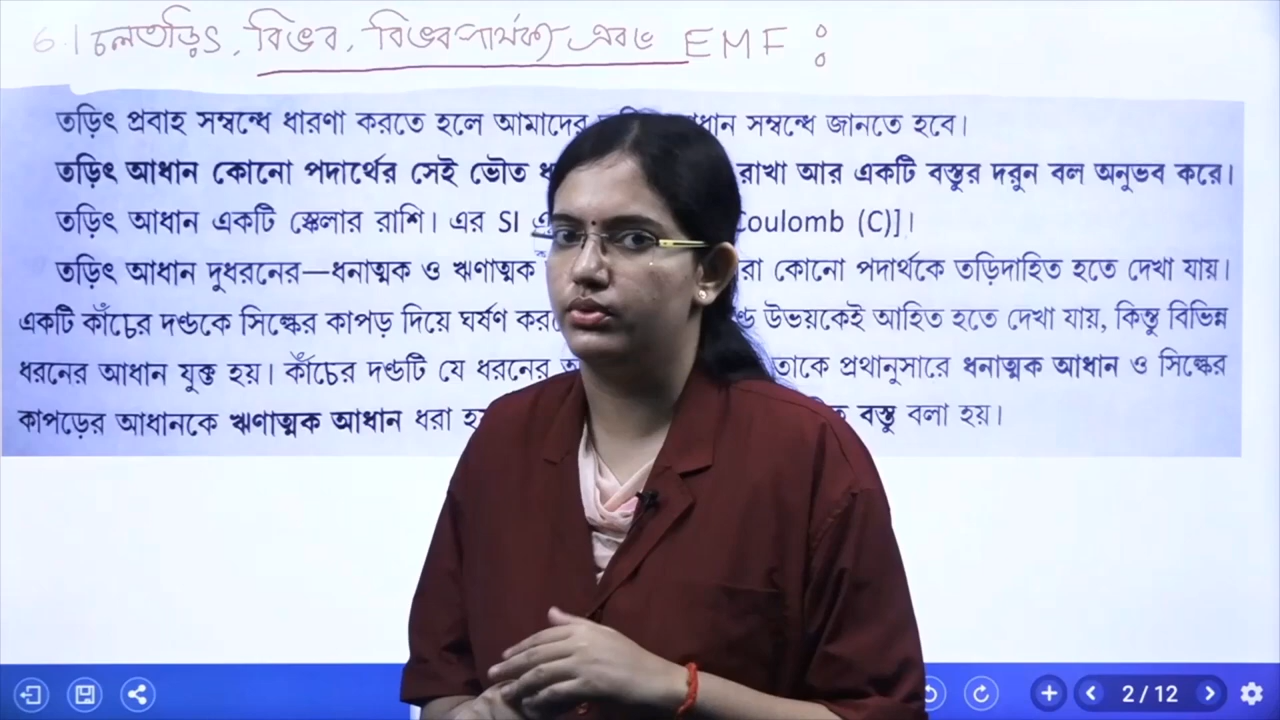 6.1 চলতড়িৎ, বিভব, বিভবপার্থক্য এবং EMF :
তড়িৎ প্রবাহ সম্বন্ধে ধারণা করতে হলে আমাদের ধান সম্বন্ধে জানতে হবে।
তড়িৎ আধান কোনো পদার্থের সেই ভৌত রাখা আর একটি বস্তুর দরুন বল অনুভব করে।
তড়িৎ আধান একটি স্কেলার রাশি। এর SI Coulomb (C)]।
তড়িৎ আধান দুধরনের—ধনাত্মক ও ঋণাত্মক রা কোনো পদার্থকে তড়িদাহিত হতে দেখা যায়।
একটি কাঁচের দণ্ডকে সিল্কের কাপড় দিয়ে ঘর্ষণ উভয়কেই আহিত হতে দেখা যায়, কিন্তু বিভিন্ন
ধরনের আধান যুক্ত হয়। কাঁচের দণ্ডটি যে ধরনের তাকে প্রথানুসারে ধনাত্মক আধান ও সিল্কের
কাপড়ের আধানকে ঋণাত্মক আধান ধরা বস্তু বলা হয়।
2 / 12